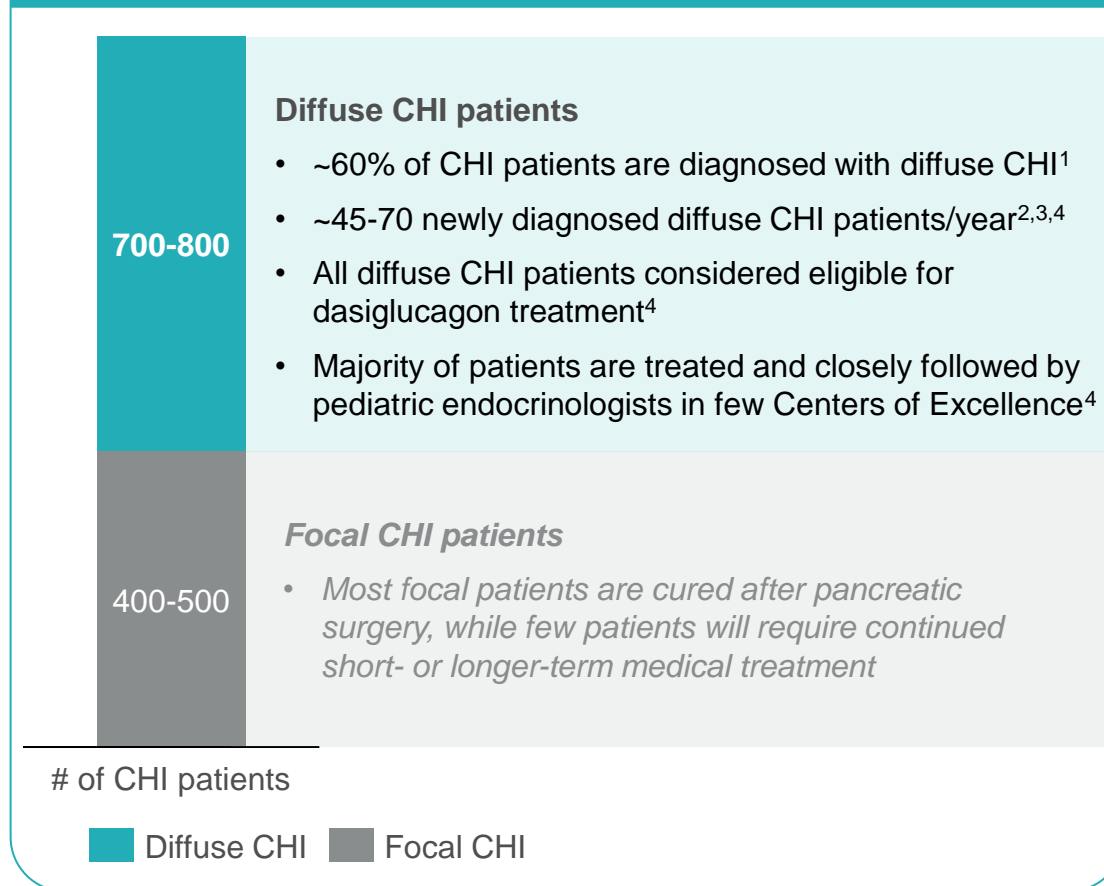 700-800
Diffuse CHI patients
• ~60% of CHI patients are diagnosed with diffuse CHI¹
• ~45-70 newly diagnosed diffuse CHI patients/year²,³,⁴
• All diffuse CHI patients considered eligible for
dasiglucagon treatment⁴
• Majority of patients are treated and closely followed by
pediatric endocrinologists in few Centers of Excellence⁴
400-500
Focal CHI patients
• Most focal patients are cured after pancreatic
surgery, while few patients will require continued
short- or longer-term medical treatment
# of CHI patients
Diffuse CHI Focal CHI